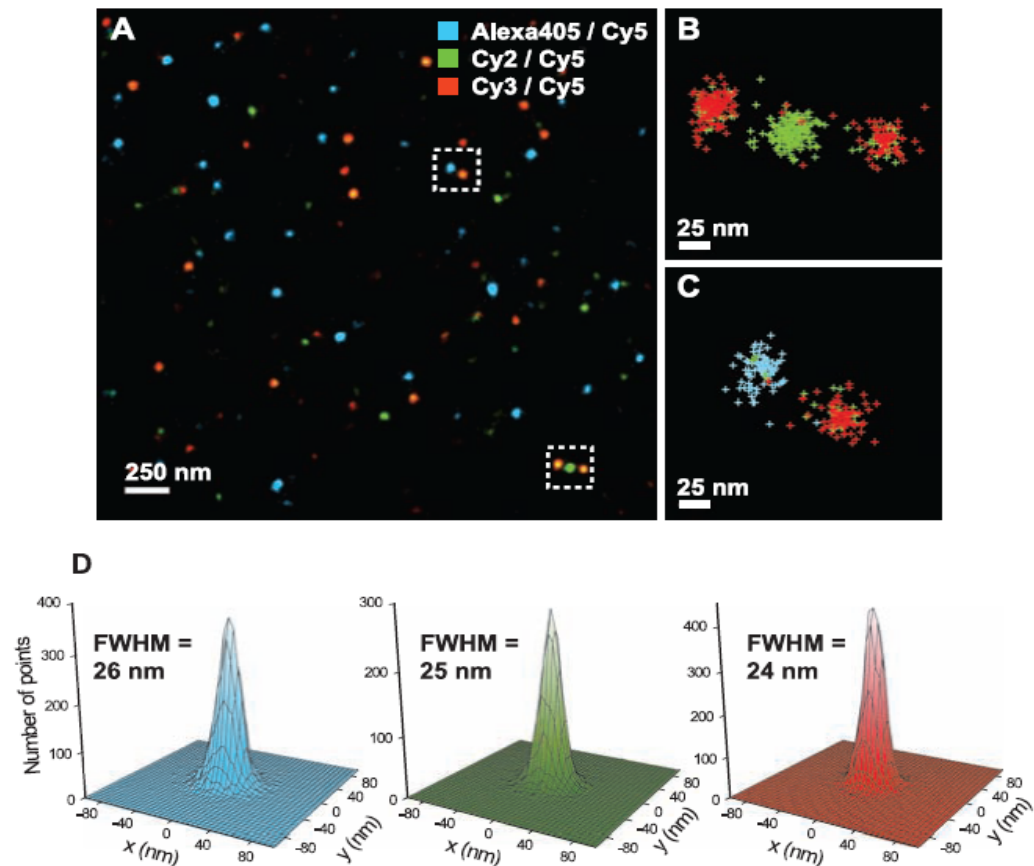 A
Alexa405 / Cy5
Cy2 / Cy5
Cy3 / Cy5
250 nm
B
25 nm
C
25 nm
D
400
300
200
100
0
Number of points
FWHM =
26 nm
-80
-40
0
40
80
x (nm)
-80
-40
0
40
80
y (nm)
300
200
100
0
FWHM =
25 nm
-80
-40
0
40
80
x (nm)
-80
-40
0
40
80
y (nm)
400
300
200
100
0
FWHM =
24 nm
-80
-40
0
40
80
x (nm)
-80
-40
0
40
80
y (nm)